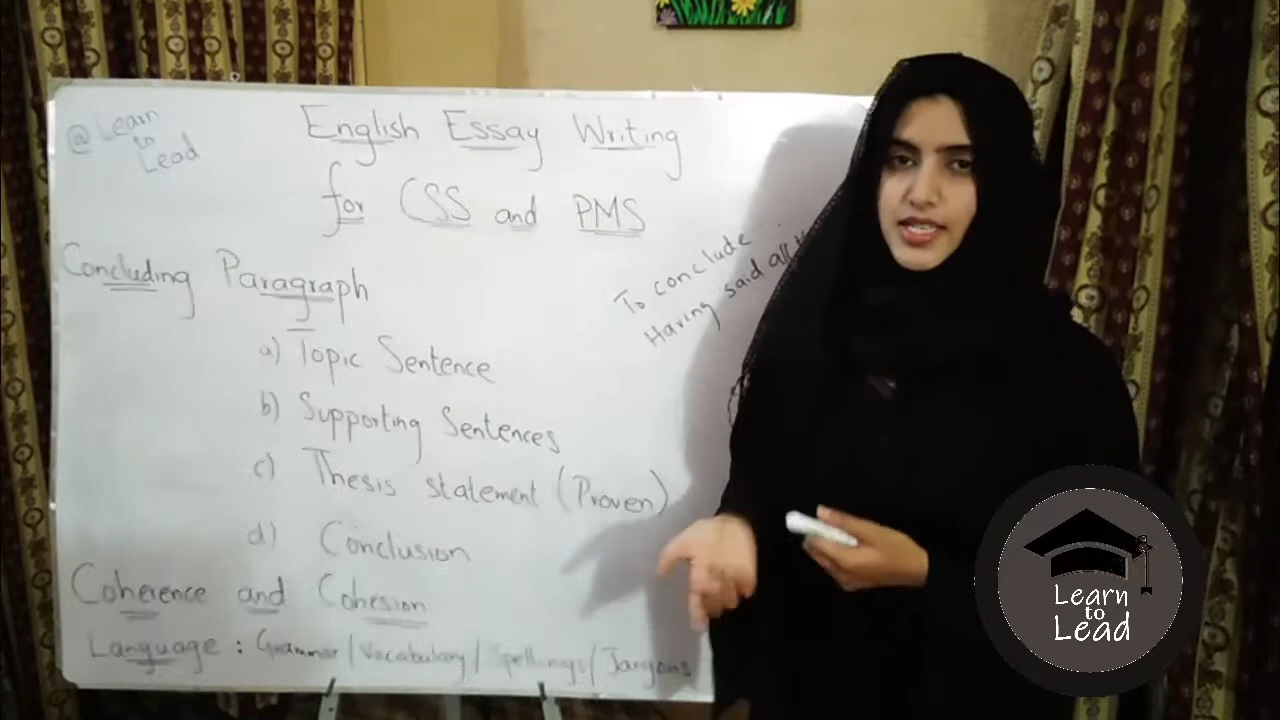 @ Learn
to
Lead
English Essay Writing
for CSS and PMS
Concluding Paragraph
To conclude
Having said all
a) Topic Sentence
b) Supporting Sentences
c) Thesis statement (Proven)
d) Conclusion
Coherence and Cohesion
Language : Grammar / Vocabulary / Spellings / Jargons
Learn
to
Lead